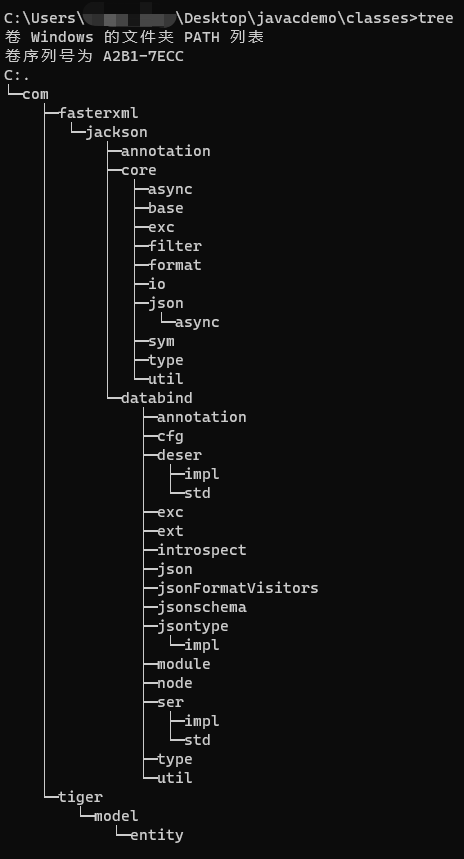 C:\Users\ \Desktop\javacdemo\classes>tree
卷 Windows 的文件夹 PATH 列表
卷序列号为 A2B1-7ECC
C:.
└─com
    ├─fasterxml
    │  └─jackson
    │      ├─annotation
    │      ├─core
    │      │  ├─async
    │      │  ├─base
    │      │  ├─exc
    │      │  ├─filter
    │      │  ├─format
    │      │  ├─io
    │      │  ├─json
    │      │  │  └─async
    │      │  ├─sym
    │      │  ├─type
    │      │  └─util
    │      └─databind
    │          ├─annotation
    │          ├─cfg
    │          ├─deser
    │          │  ├─impl
    │          │  └─std
    │          ├─exc
    │          ├─ext
    │          ├─introspect
    │          ├─json
    │          ├─jsonFormatVisitors
    │          ├─jsonschema
    │          ├─jsontype
    │          │  └─impl
    │          ├─module
    │          ├─node
    │          ├─ser
    │          │  ├─impl
    │          │  └─std
    │          ├─type
    │          └─util
    └─tiger
        └─model
            └─entity